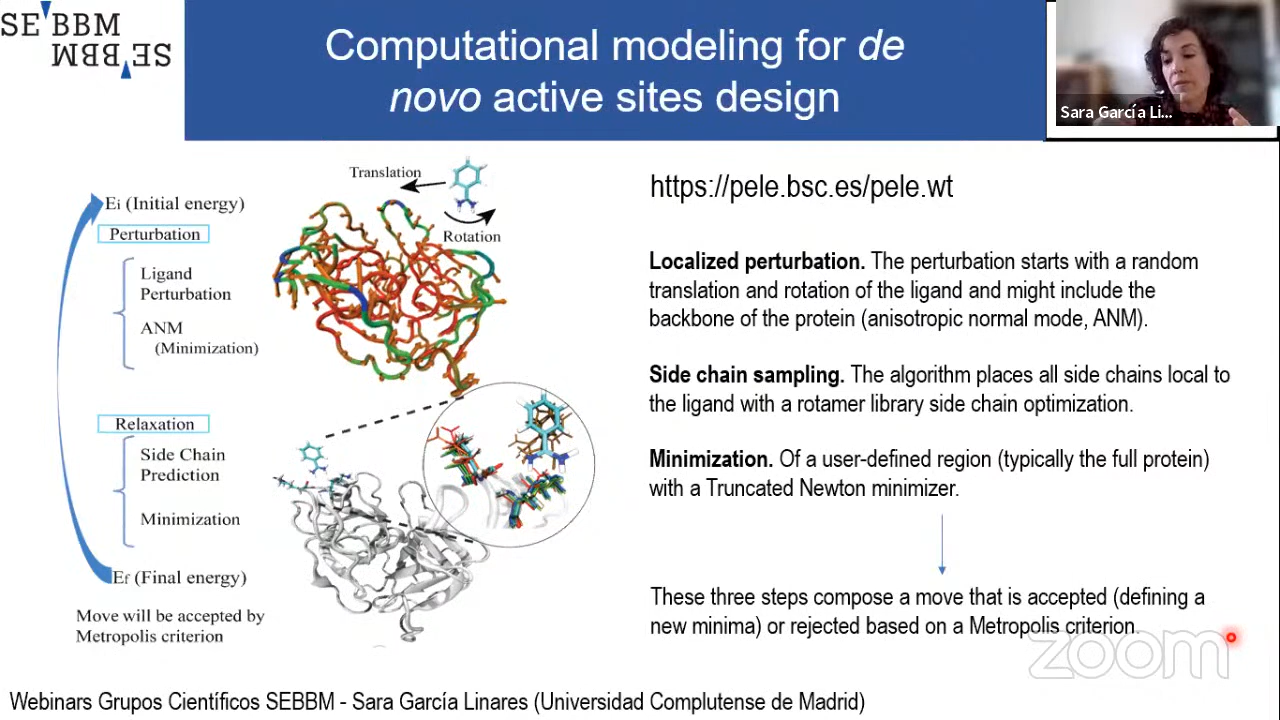 SEBBM
SEBBM
Computational modeling for de
novo active sites design
Sara García Li...
Translation
Rotation
Ei (Initial energy)
Perturbation
Ligand
Perturbation
ANM
(Minimization)
Relaxation
Side Chain
Prediction
Minimization
Ef (Final energy)
Move will be accepted by
Metropolis criterion
https://pele.bsc.es/pele.wt
Localized perturbation. The perturbation starts with a random
translation and rotation of the ligand and might include the
backbone of the protein (anisotropic normal mode, ANM).
Side chain sampling. The algorithm places all side chains local to
the ligand with a rotamer library side chain optimization.
Minimization. Of a user-defined region (typically the full protein)
with a Truncated Newton minimizer.
These three steps compose a move that is accepted (defining a
new minima) or rejected based on a Metropolis criterion.
zoom
Webinars Grupos Científicos SEBBM - Sara García Linares (Universidad Complutense de Madrid)